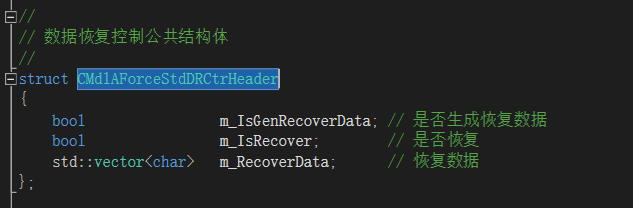 //
// 数据恢复控制公共结构体
//
struct CMdlAForceStdDRCtrHeader
{
bool m_IsGenRecoverData; // 是否生成恢复数据
bool m_IsRecover; // 是否恢复
std::vector<char> m_RecoverData; // 恢复数据
};